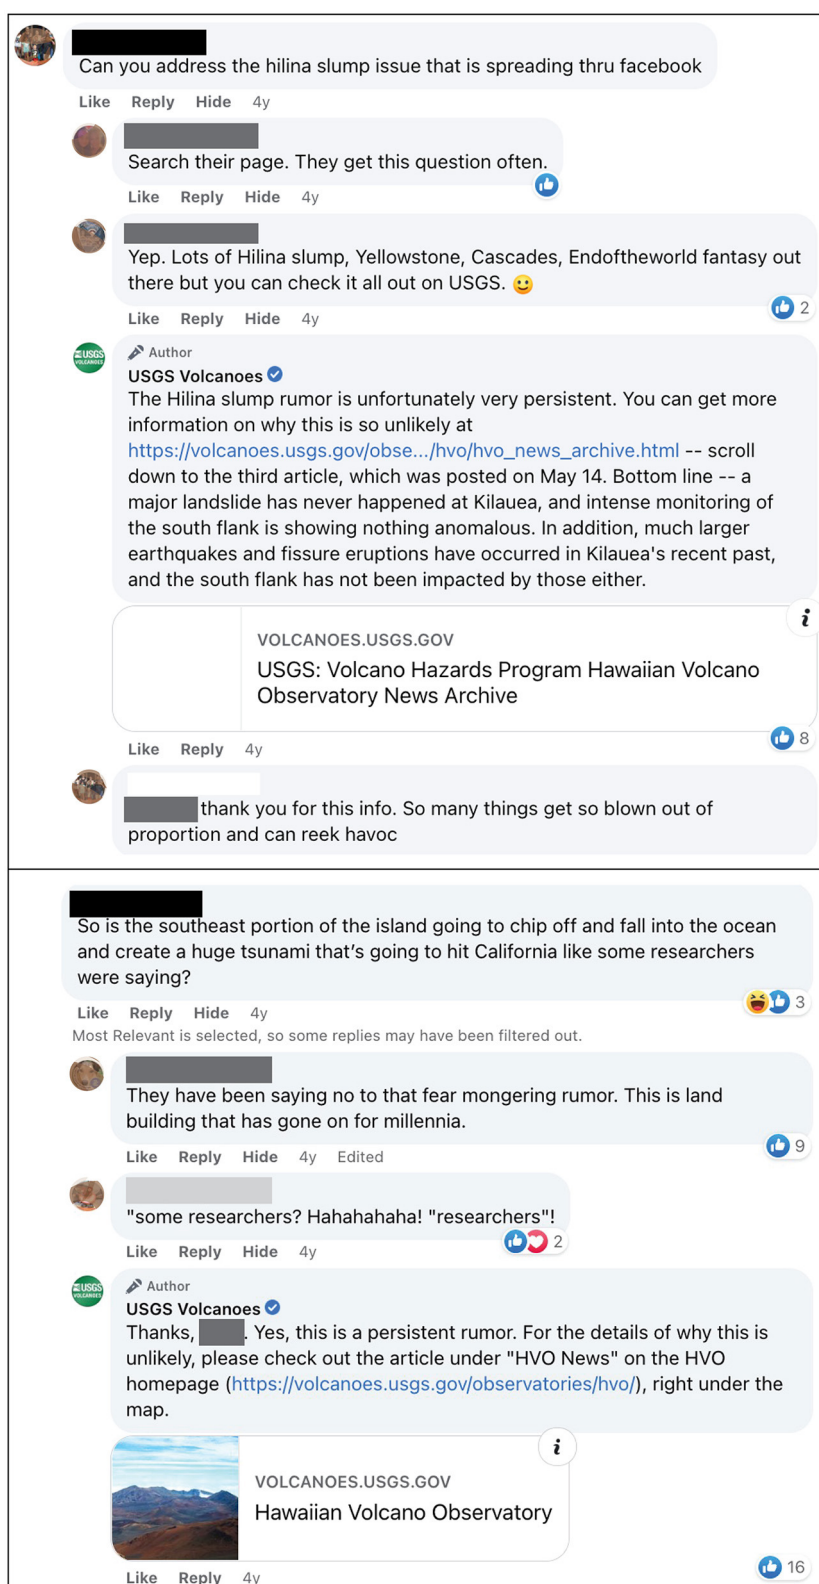 Can you address the hilina slump issue that is spreading thru facebook
Like Reply Hide 4y
Search their page. They get this question often.
Like Reply Hide 4y
Yep. Lots of Hilina slump, Yellowstone, Cascades, Endoftheworld fantasy out
there but you can check it all out on USGS. 🙂
2
Like Reply Hide 4y
USGS
VOLCANOES
Author
USGS Volcanoes
The Hilina slump rumor is unfortunately very persistent. You can get more
information on why this is so unlikely at
https://volcanoes.usgs.gov/obse.../hvo/hvo_news_archive.html -- scroll
down to the third article, which was posted on May 14. Bottom line -- a
major landslide has never happened at Kilauea, and intense monitoring of
the south flank is showing nothing anomalous. In addition, much larger
earthquakes and fissure eruptions have occurred in Kilauea's recent past,
and the south flank has not been impacted by those either.
i
VOLCANOES.USGS.GOV
USGS: Volcano Hazards Program Hawaiian Volcano
Observatory News Archive
8
Like Reply 4y
thank you for this info. So many things get so blown out of
proportion and can reek havoc
So is the southeast portion of the island going to chip off and fall into the ocean
and create a huge tsunami that's going to hit California like some researchers
were saying?
3
Like Reply Hide 4y
Most Relevant is selected, so some replies may have been filtered out.
They have been saying no to that fear mongering rumor. This is land
building that has gone on for millennia.
9
Like Reply Hide 4y Edited
"some researchers? Hahahahaha! "researchers"!
2
Like Reply Hide 4y
USGS
VOLCANOES
Author
USGS Volcanoes
Thanks, . Yes, this is a persistent rumor. For the details of why this is
unlikely, please check out the article under "HVO News" on the HVO
homepage (https://volcanoes.usgs.gov/observatories/hvo/), right under the
map.
i
VOLCANOES.USGS.GOV
Hawaiian Volcano Observatory
16
Like Reply 4y